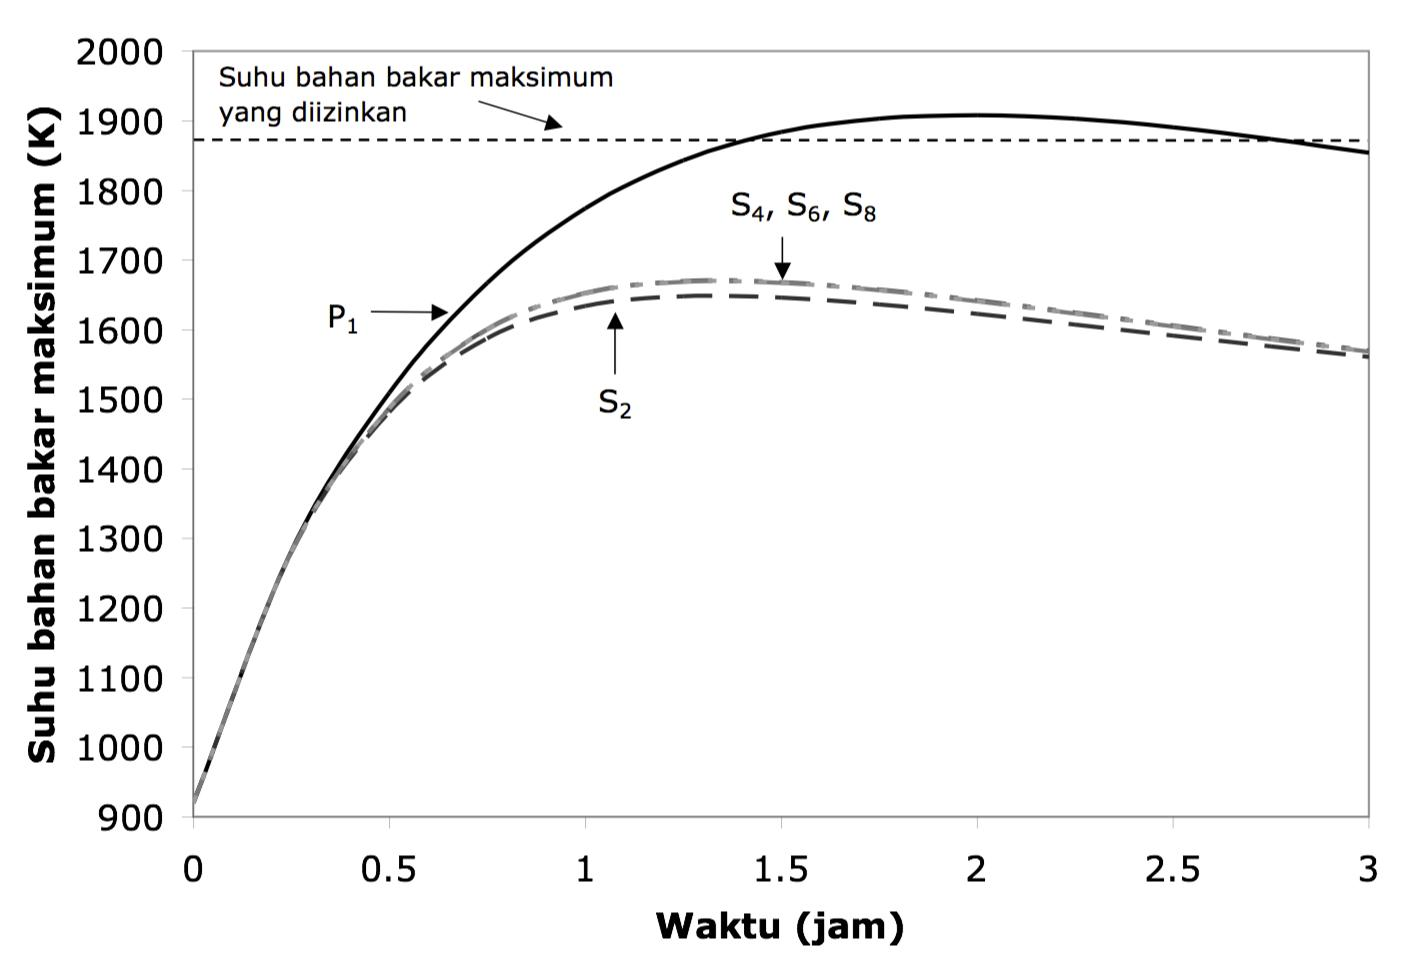 2000
1900
1800
1700
1600
1500
1400
1300
1200
1100
1000
900
Suhu bahan bakar maksimum (K)
Suhu bahan bakar maksimum
yang diizinkan
S₄, S₆, S₈
P₁
S₂
0 0.5 1 1.5 2 2.5 3
Waktu (jam)